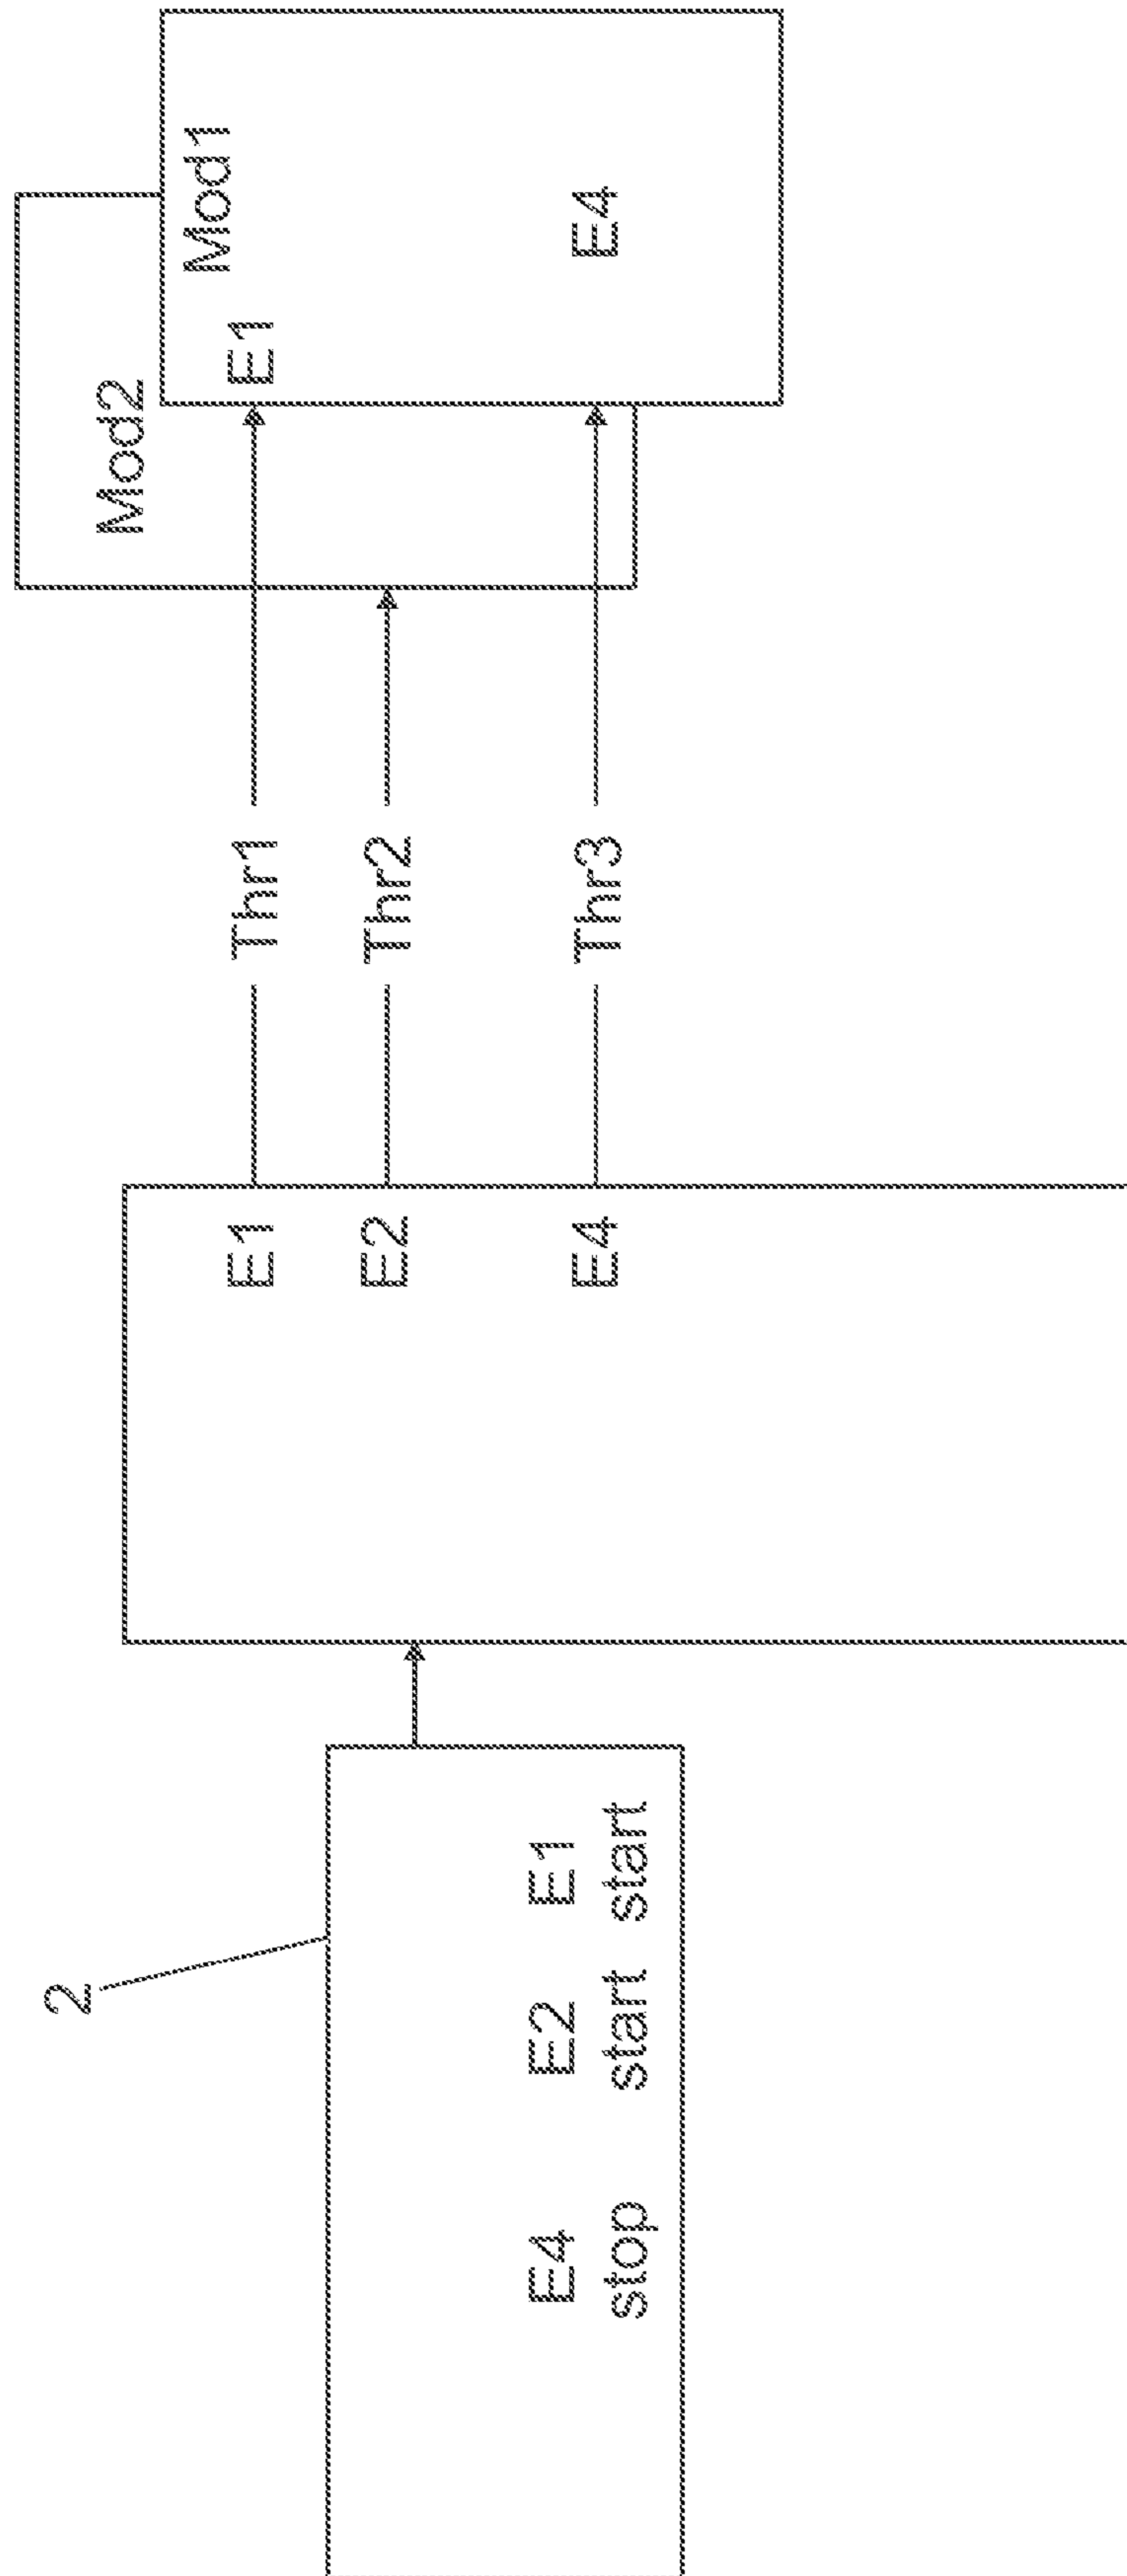 2
E4 E2 E1
stop start start
E1
E2
E4
Thr1
Thr2
Thr3
Mod2
Mod1
E1
E4